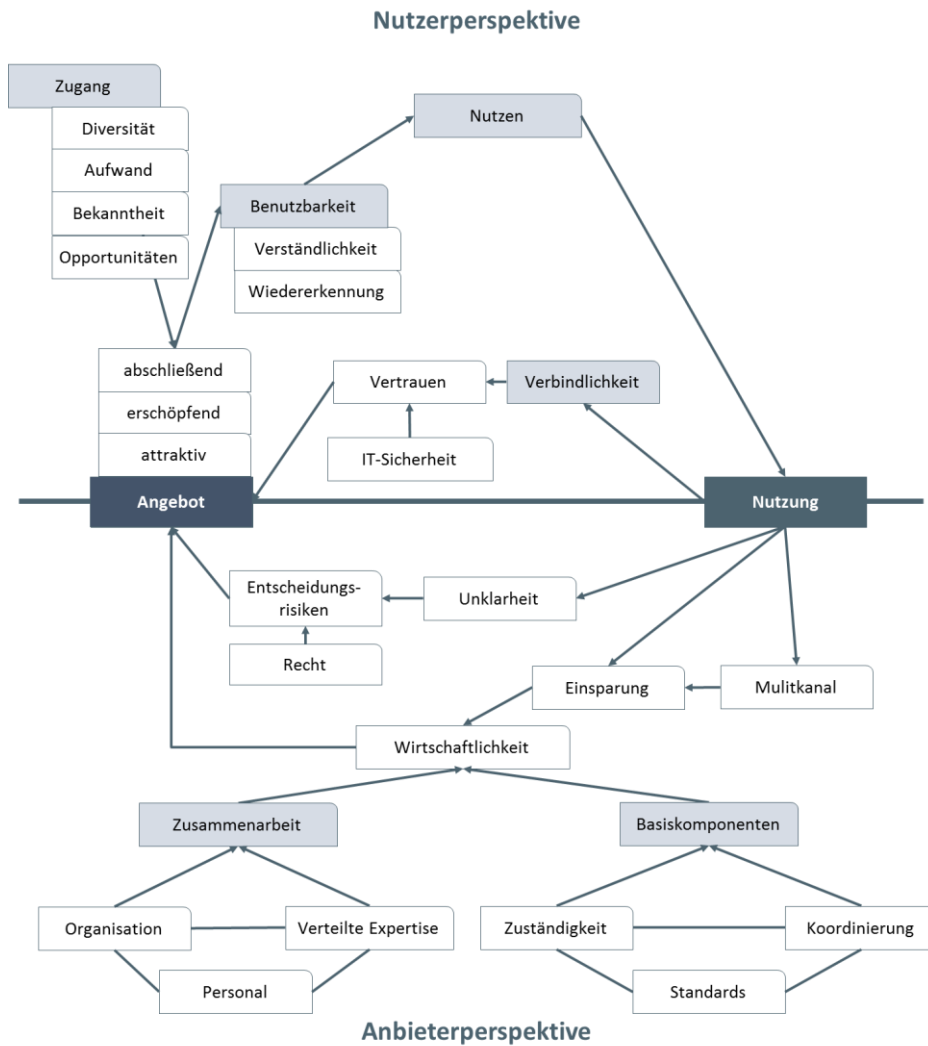 Nutzerperspektive
Zugang
Diversität
Aufwand
Bekanntheit
Opportunitäten
Nutzen
Benutzbarkeit
Verständlichkeit
Wiedererkennung
abschließend
erschöpfend
attraktiv
Vertrauen
Verbindlichkeit
IT-Sicherheit
Angebot
Nutzung
Entscheidungs-
risiken
Unklarheit
Recht
Einsparung
Mulitkanal
Wirtschaftlichkeit
Zusammenarbeit
Basiskomponenten
Organisation
Verteilte Expertise
Zuständigkeit
Koordinierung
Personal
Standards
Anbieterperspektive